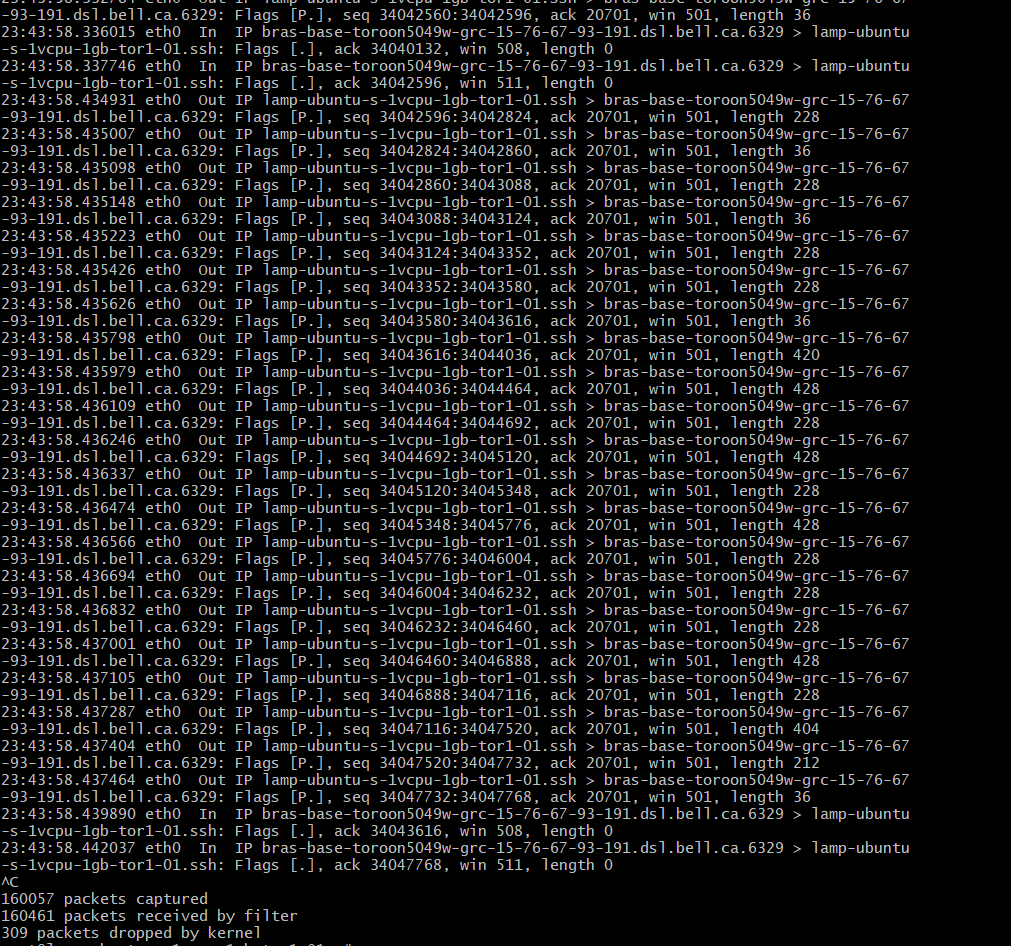 -93-191.dsl.bell.ca.6329: Flags [P.], seq 34042560:34042596, ack 20701, win 501, length 36
23:43:58.336015 eth0  In  IP bras-base-toroon5049w-grc-15-76-67-93-191.dsl.bell.ca.6329 > lamp-ubuntu
-s-1vcpu-1gb-tor1-01.ssh: Flags [.], ack 34040132, win 508, length 0
23:43:58.337746 eth0  In  IP bras-base-toroon5049w-grc-15-76-67-93-191.dsl.bell.ca.6329 > lamp-ubuntu
-s-1vcpu-1gb-tor1-01.ssh: Flags [.], ack 34042596, win 511, length 0
23:43:58.434931 eth0  Out IP lamp-ubuntu-s-1vcpu-1gb-tor1-01.ssh > bras-base-toroon5049w-grc-15-76-67
-93-191.dsl.bell.ca.6329: Flags [P.], seq 34042596:34042824, ack 20701, win 501, length 228
23:43:58.435007 eth0  Out IP lamp-ubuntu-s-1vcpu-1gb-tor1-01.ssh > bras-base-toroon5049w-grc-15-76-67
-93-191.dsl.bell.ca.6329: Flags [P.], seq 34042824:34042860, ack 20701, win 501, length 36
23:43:58.435098 eth0  Out IP lamp-ubuntu-s-1vcpu-1gb-tor1-01.ssh > bras-base-toroon5049w-grc-15-76-67
-93-191.dsl.bell.ca.6329: Flags [P.], seq 34042860:34043088, ack 20701, win 501, length 228
23:43:58.435148 eth0  Out IP lamp-ubuntu-s-1vcpu-1gb-tor1-01.ssh > bras-base-toroon5049w-grc-15-76-67
-93-191.dsl.bell.ca.6329: Flags [P.], seq 34043088:34043124, ack 20701, win 501, length 36
23:43:58.435223 eth0  Out IP lamp-ubuntu-s-1vcpu-1gb-tor1-01.ssh > bras-base-toroon5049w-grc-15-76-67
-93-191.dsl.bell.ca.6329: Flags [P.], seq 34043124:34043352, ack 20701, win 501, length 228
23:43:58.435426 eth0  Out IP lamp-ubuntu-s-1vcpu-1gb-tor1-01.ssh > bras-base-toroon5049w-grc-15-76-67
-93-191.dsl.bell.ca.6329: Flags [P.], seq 34043352:34043580, ack 20701, win 501, length 228
23:43:58.435626 eth0  Out IP lamp-ubuntu-s-1vcpu-1gb-tor1-01.ssh > bras-base-toroon5049w-grc-15-76-67
-93-191.dsl.bell.ca.6329: Flags [P.], seq 34043580:34043616, ack 20701, win 501, length 36
23:43:58.435798 eth0  Out IP lamp-ubuntu-s-1vcpu-1gb-tor1-01.ssh > bras-base-toroon5049w-grc-15-76-67
-93-191.dsl.bell.ca.6329: Flags [P.], seq 34043616:34044036, ack 20701, win 501, length 420
23:43:58.435979 eth0  Out IP lamp-ubuntu-s-1vcpu-1gb-tor1-01.ssh > bras-base-toroon5049w-grc-15-76-67
-93-191.dsl.bell.ca.6329: Flags [P.], seq 34044036:34044464, ack 20701, win 501, length 428
23:43:58.436109 eth0  Out IP lamp-ubuntu-s-1vcpu-1gb-tor1-01.ssh > bras-base-toroon5049w-grc-15-76-67
-93-191.dsl.bell.ca.6329: Flags [P.], seq 34044464:34044692, ack 20701, win 501, length 228
23:43:58.436246 eth0  Out IP lamp-ubuntu-s-1vcpu-1gb-tor1-01.ssh > bras-base-toroon5049w-grc-15-76-67
-93-191.dsl.bell.ca.6329: Flags [P.], seq 34044692:34045120, ack 20701, win 501, length 428
23:43:58.436337 eth0  Out IP lamp-ubuntu-s-1vcpu-1gb-tor1-01.ssh > bras-base-toroon5049w-grc-15-76-67
-93-191.dsl.bell.ca.6329: Flags [P.], seq 34045120:34045348, ack 20701, win 501, length 228
23:43:58.436474 eth0  Out IP lamp-ubuntu-s-1vcpu-1gb-tor1-01.ssh > bras-base-toroon5049w-grc-15-76-67
-93-191.dsl.bell.ca.6329: Flags [P.], seq 34045348:34045776, ack 20701, win 501, length 428
23:43:58.436566 eth0  Out IP lamp-ubuntu-s-1vcpu-1gb-tor1-01.ssh > bras-base-toroon5049w-grc-15-76-67
-93-191.dsl.bell.ca.6329: Flags [P.], seq 34045776:34046004, ack 20701, win 501, length 228
23:43:58.436694 eth0  Out IP lamp-ubuntu-s-1vcpu-1gb-tor1-01.ssh > bras-base-toroon5049w-grc-15-76-67
-93-191.dsl.bell.ca.6329: Flags [P.], seq 34046004:34046232, ack 20701, win 501, length 228
23:43:58.436832 eth0  Out IP lamp-ubuntu-s-1vcpu-1gb-tor1-01.ssh > bras-base-toroon5049w-grc-15-76-67
-93-191.dsl.bell.ca.6329: Flags [P.], seq 34046232:34046460, ack 20701, win 501, length 228
23:43:58.437001 eth0  Out IP lamp-ubuntu-s-1vcpu-1gb-tor1-01.ssh > bras-base-toroon5049w-grc-15-76-67
-93-191.dsl.bell.ca.6329: Flags [P.], seq 34046460:34046888, ack 20701, win 501, length 428
23:43:58.437105 eth0  Out IP lamp-ubuntu-s-1vcpu-1gb-tor1-01.ssh > bras-base-toroon5049w-grc-15-76-67
-93-191.dsl.bell.ca.6329: Flags [P.], seq 34046888:34047116, ack 20701, win 501, length 228
23:43:58.437287 eth0  Out IP lamp-ubuntu-s-1vcpu-1gb-tor1-01.ssh > bras-base-toroon5049w-grc-15-76-67
-93-191.dsl.bell.ca.6329: Flags [P.], seq 34047116:34047520, ack 20701, win 501, length 404
23:43:58.437404 eth0  Out IP lamp-ubuntu-s-1vcpu-1gb-tor1-01.ssh > bras-base-toroon5049w-grc-15-76-67
-93-191.dsl.bell.ca.6329: Flags [P.], seq 34047520:34047732, ack 20701, win 501, length 212
23:43:58.437464 eth0  Out IP lamp-ubuntu-s-1vcpu-1gb-tor1-01.ssh > bras-base-toroon5049w-grc-15-76-67
-93-191.dsl.bell.ca.6329: Flags [P.], seq 34047732:34047768, ack 20701, win 501, length 36
23:43:58.439890 eth0  In  IP bras-base-toroon5049w-grc-15-76-67-93-191.dsl.bell.ca.6329 > lamp-ubuntu
-s-1vcpu-1gb-tor1-01.ssh: Flags [.], ack 34043616, win 508, length 0
23:43:58.442037 eth0  In  IP bras-base-toroon5049w-grc-15-76-67-93-191.dsl.bell.ca.6329 > lamp-ubuntu
-s-1vcpu-1gb-tor1-01.ssh: Flags [.], ack 34047768, win 511, length 0
^C
160057 packets captured
160461 packets received by filter
309 packets dropped by kernel